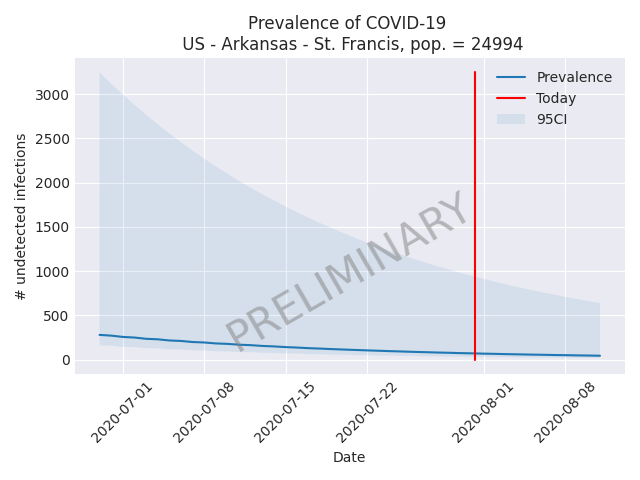 Prevalence of COVID-19
US - Arkansas - St. Francis, pop. = 24994
Prevalence
Today
95CI
3000
2500
2000
1500
1000
500
0
# undetected infections
PRELIMINARY
2020-07-01
2020-07-08
2020-07-15
2020-07-22
2020-08-01
2020-08-08
Date